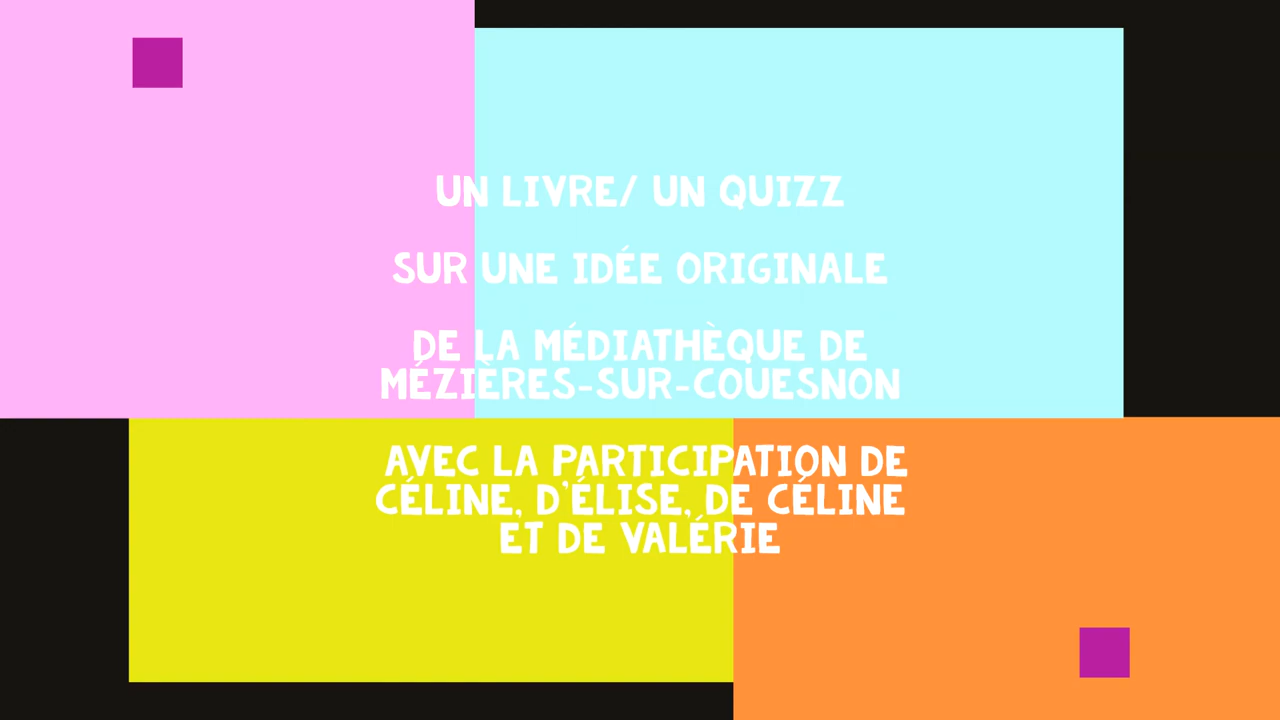 UN LIVRE/ UN QUIZZ
SUR UNE IDÉE ORIGINALE
DE LA MÉDIATHÈQUE DE
MÉZIÈRES-SUR-COUESNON
AVEC LA PARTICIPATION DE
CÉLINE, D'ÉLISE, DE CÉLINE
ET DE VALÉRIE